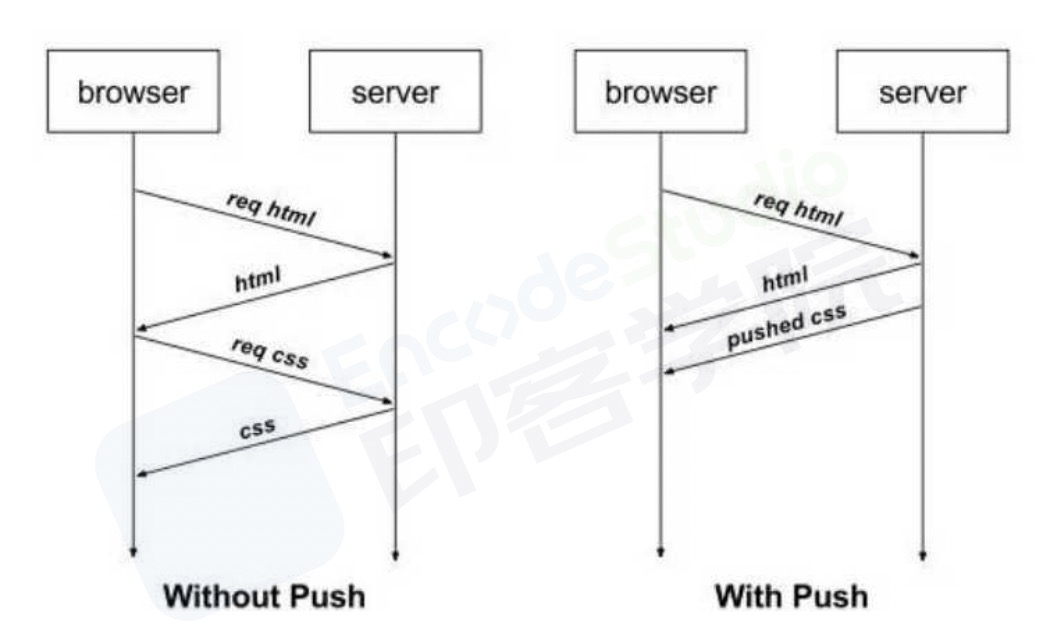 browser
server
req html
html
req css
css
Without Push
browser
server
req html
html
pushed css
With Push
EncodeStudio
印客学院